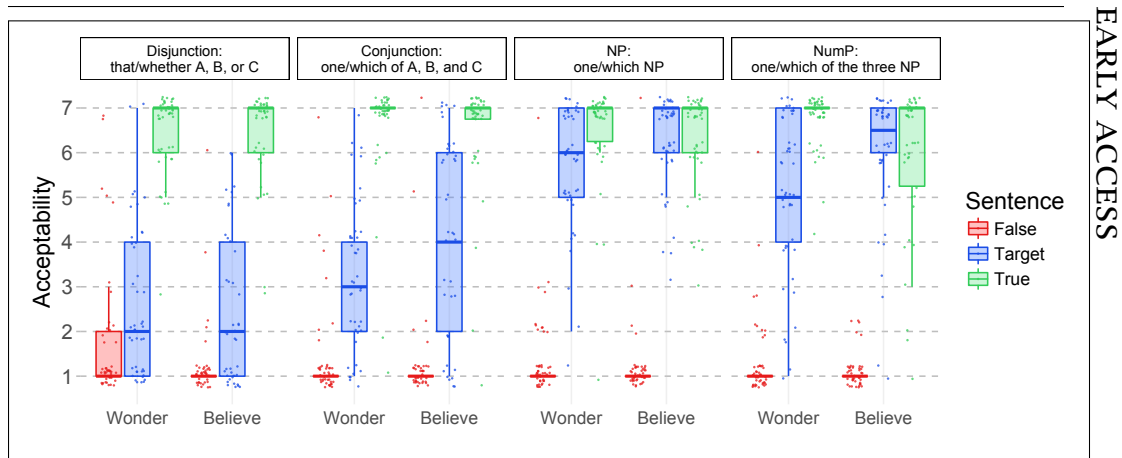 EARLY ACCESS
Disjunction:
that/whether A, B, or C
Conjunction:
one/which of A, B, and C
NP:
one/which NP
NumP:
one/which of the three NP
Acceptability
7
6
5
4
3
2
1
Wonder
Believe
Wonder
Believe
Wonder
Believe
Wonder
Believe
Sentence
False
Target
True